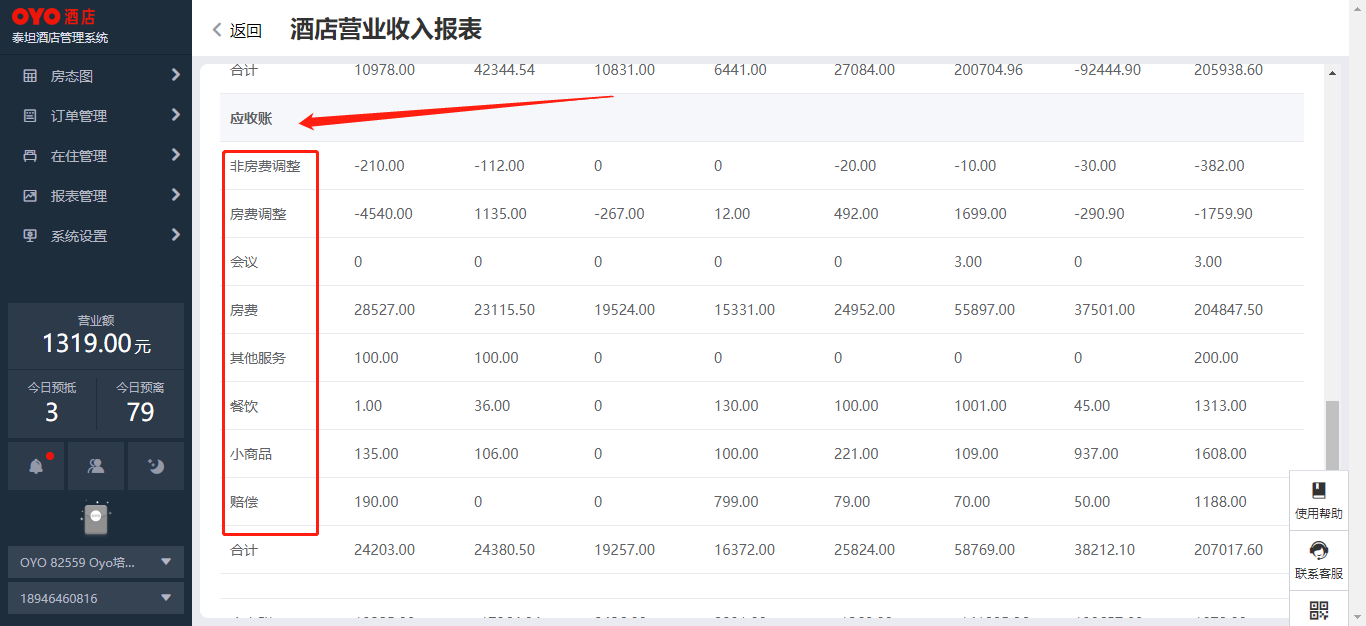 OYO 酒店
泰坦酒店管理系统
房态图
订单管理
在住管理
报表管理
系统设置
营业额
1319.00元
今日预抵 今日预离
3 79
OYO 82559 Oyo培...
18946460816
返回 酒店营业收入报表
合计 10978.00 42344.54 10831.00 6441.00 27084.00 200704.96 -92444.90 205938.60
应收账
非房费调整 -210.00 -112.00 0 0 -20.00 -10.00 -30.00 -382.00
房费调整 -4540.00 1135.00 -267.00 12.00 492.00 1699.00 -290.90 -1759.90
会议 0 0 0 0 0 3.00 0 3.00
房费 28527.00 23115.50 19524.00 15331.00 24952.00 55897.00 37501.00 204847.50
其他服务 100.00 100.00 0 0 0 0 0 200.00
餐饮 1.00 36.00 0 130.00 100.00 1001.00 45.00 1313.00
小商品 135.00 106.00 0 100.00 221.00 109.00 937.00 1608.00
赔偿 190.00 0 0 799.00 79.00 70.00 50.00 1188.00
合计 24203.00 24380.50 19257.00 16372.00 25824.00 58769.00 38212.10 207017.60
使用帮助
联系客服